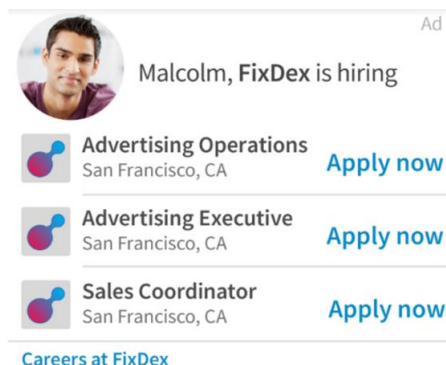 Ad
Malcolm, FixDex is hiring
Advertising Operations
San Francisco, CA
Apply now
Advertising Executive
San Francisco, CA
Apply now
Sales Coordinator
San Francisco, CA
Apply now
Careers at FixDex